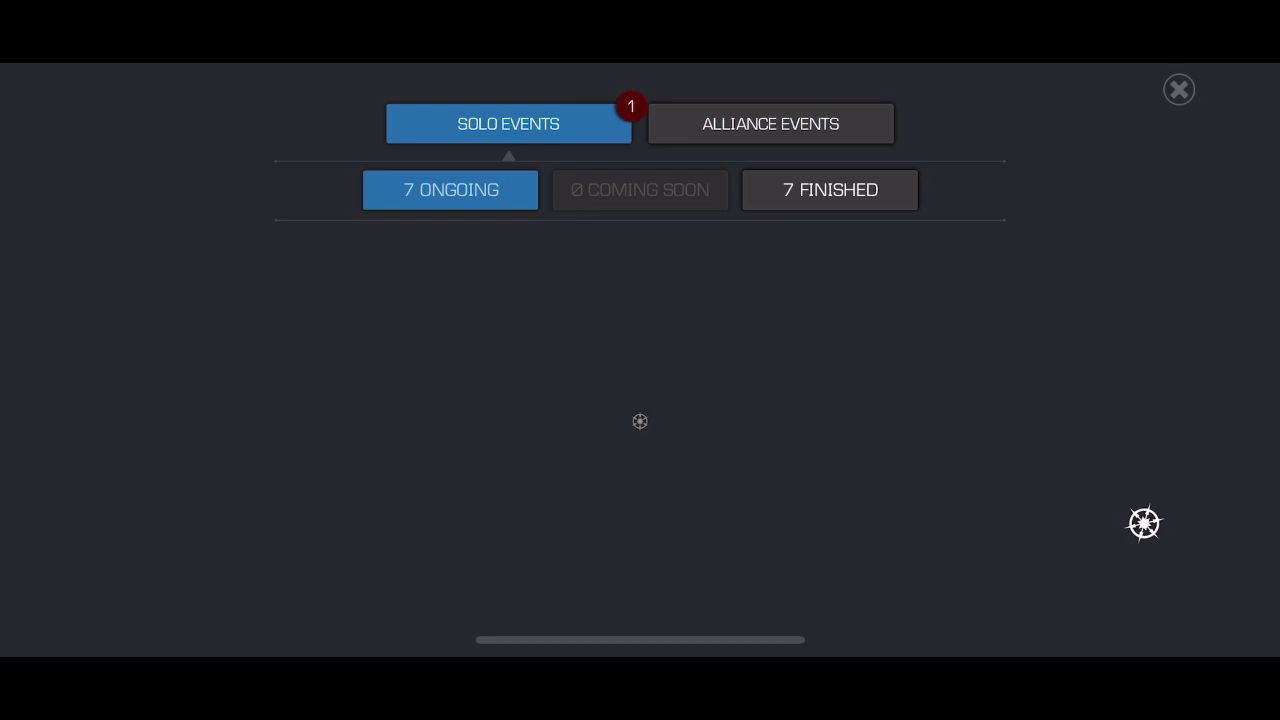 1
SOLO EVENTS ALLIANCE EVENTS
7 ONGOING 0 COMING SOON 7 FINISHED